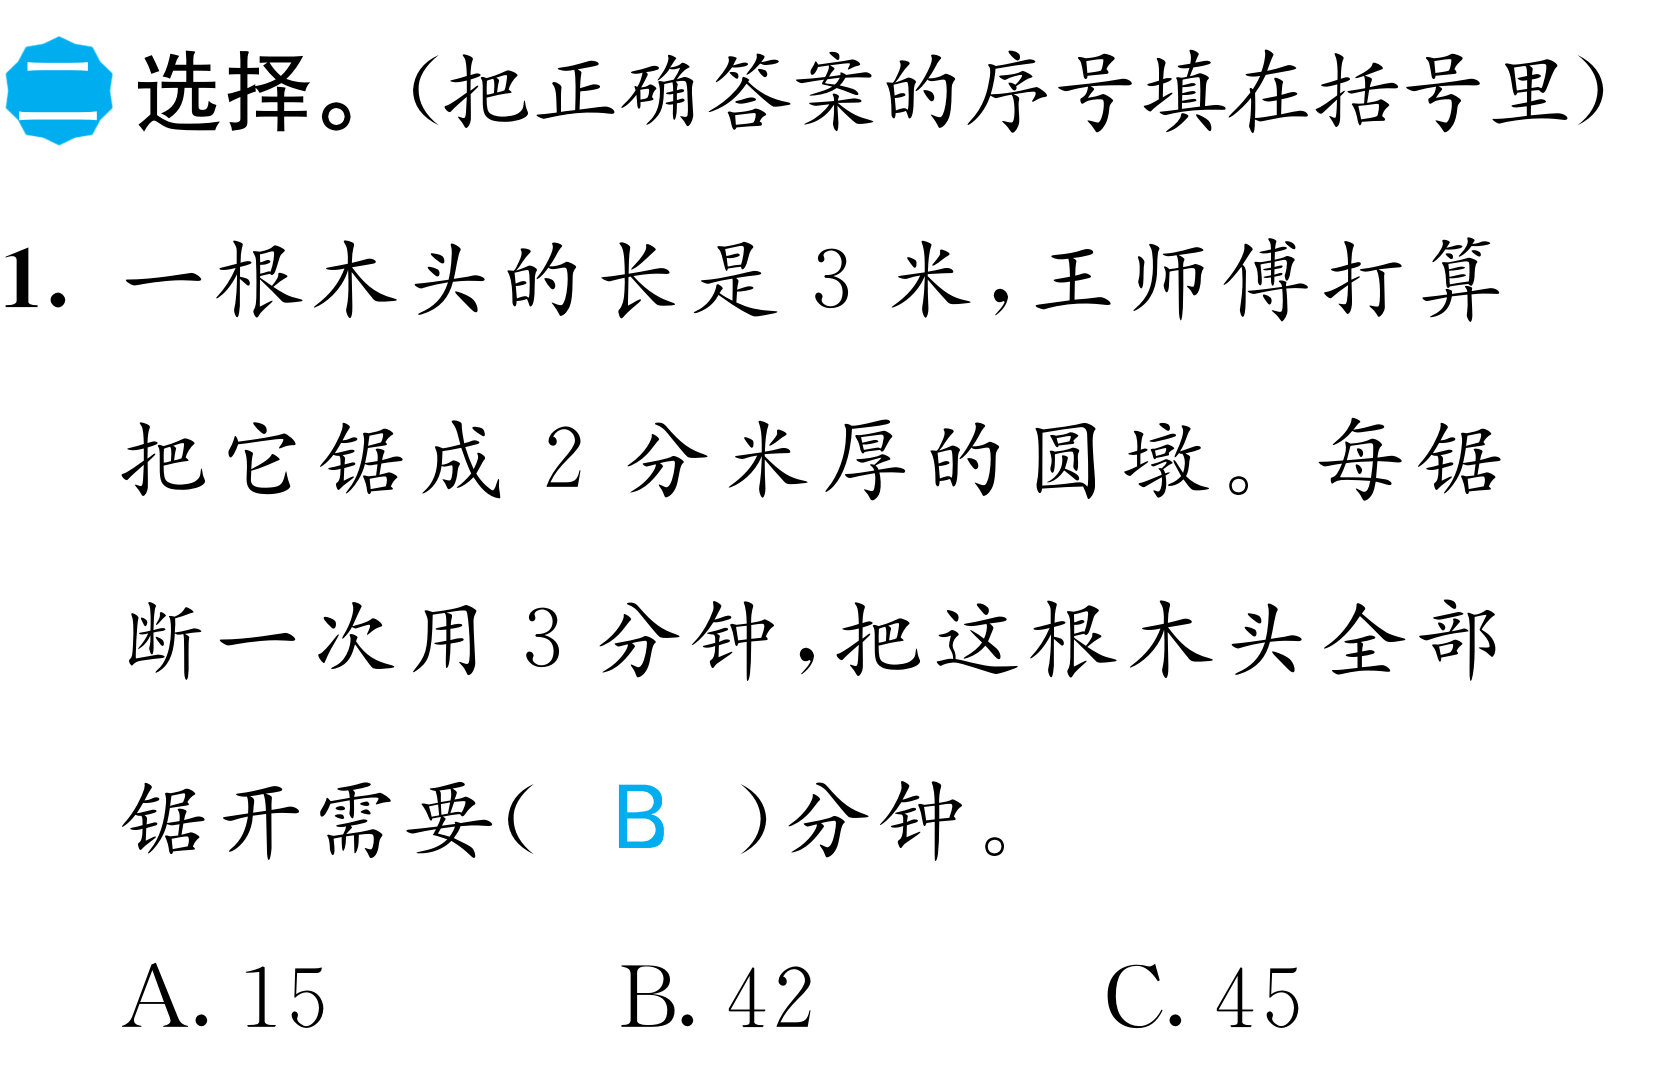 二 选择。(把正确答案的序号填在括号里)
1. 一根木头的长是 3 米,王师傅打算
把它锯成 2 分米厚的圆墩。每锯
断一次用 3 分钟,把这根木头全部
锯开需要( B )分钟。
A. 15 B. 42 C. 45